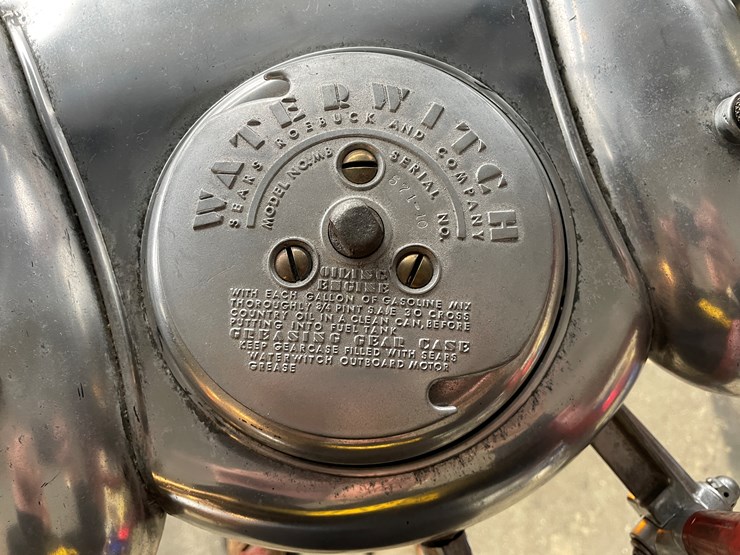 WATERWITCH
SEARS ROEBUCK AND COMPANY
MODEL NO. MB SERIAL NO.
571-10
OILING
ENGINE
WITH EACH GALLON OF GASOLINE MIX
THOROUGHLY 3/4 PINT SAE 30 CROSS
COUNTRY OIL IN A CLEAN CAN, BEFORE
PUTTING INTO FUEL TANK
GREASING GEAR CASE
KEEP GEARCASE FILLED WITH SEARS
WATERWITCH OUTBOARD MOTOR
GREASE